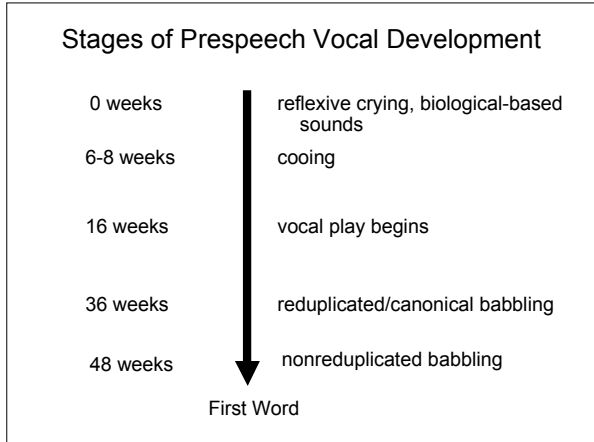 Stages of Prespeech Vocal Development
0 weeks reflexive crying, biological-based
sounds
6-8 weeks cooing
16 weeks vocal play begins
36 weeks reduplicated/canonical babbling
48 weeks nonreduplicated babbling
First Word